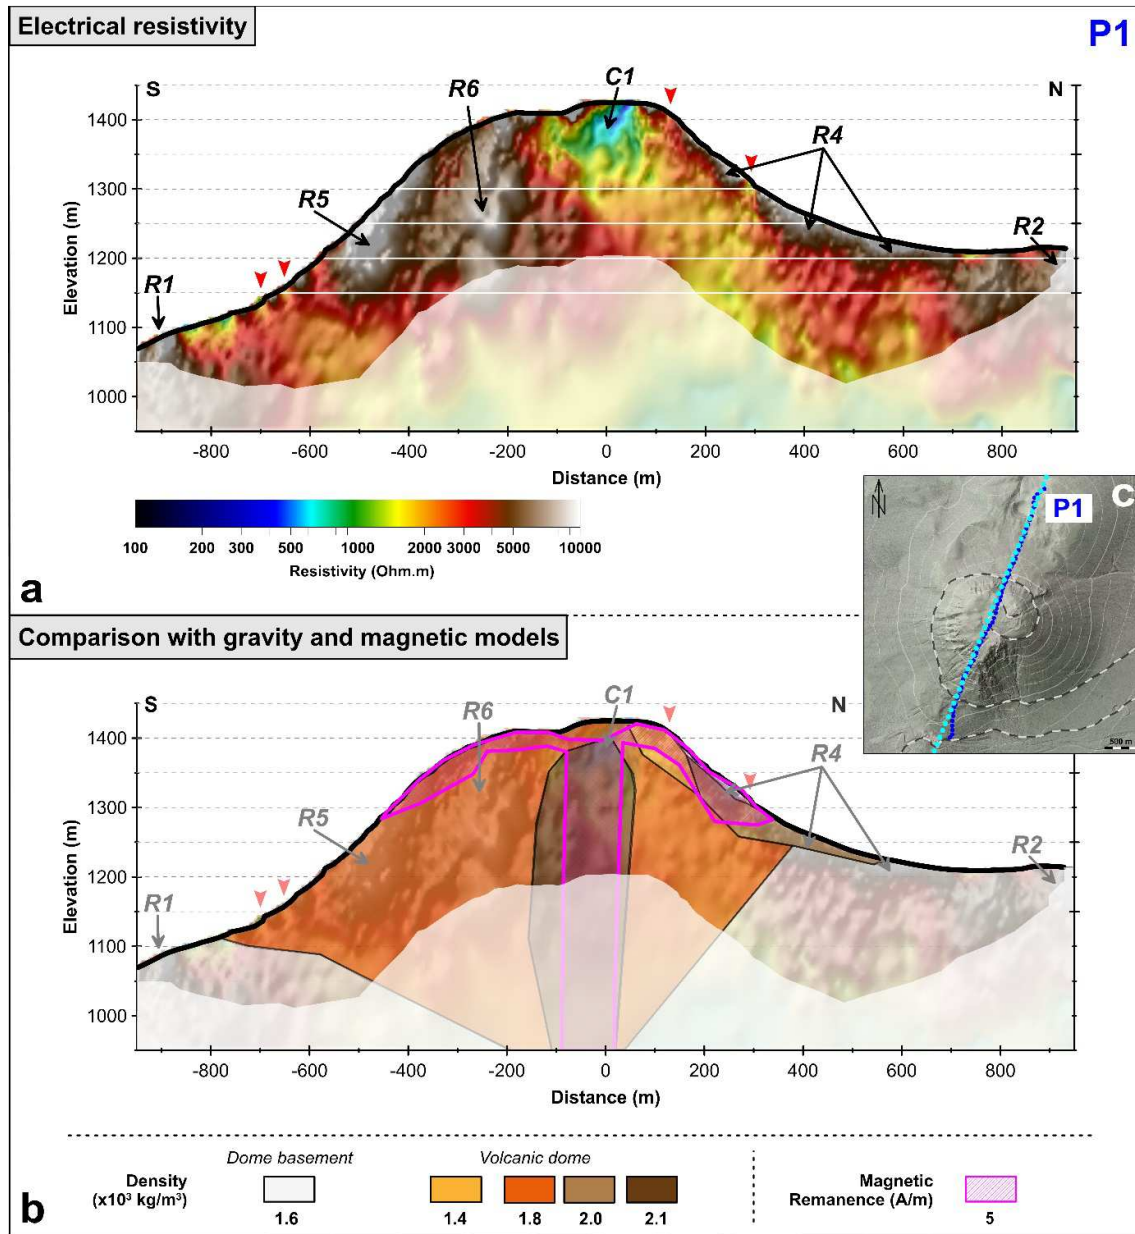 Electrical resistivity
P1
S
N
C1
R6
R4
R5
R2
R1
1400
1300
1200
1100
1000
Elevation (m)
-800 -600 -400 -200 0 200 400 600 800
Distance (m)
100 200 300 500 1000 2000 3000 5000 10000
Resistivity (Ohm.m)
a
N
P1
C
500 m
Comparison with gravity and magnetic models
S
N
C1
R6
R4
R5
R2
R1
1400
1300
1200
1100
1000
Elevation (m)
-800 -600 -400 -200 0 200 400 600 800
Distance (m)
Dome basement Volcanic dome
Density
(x10³ kg/m³)
1.6 1.4 1.8 2.0 2.1
Magnetic
Remanence (A/m)
5
b